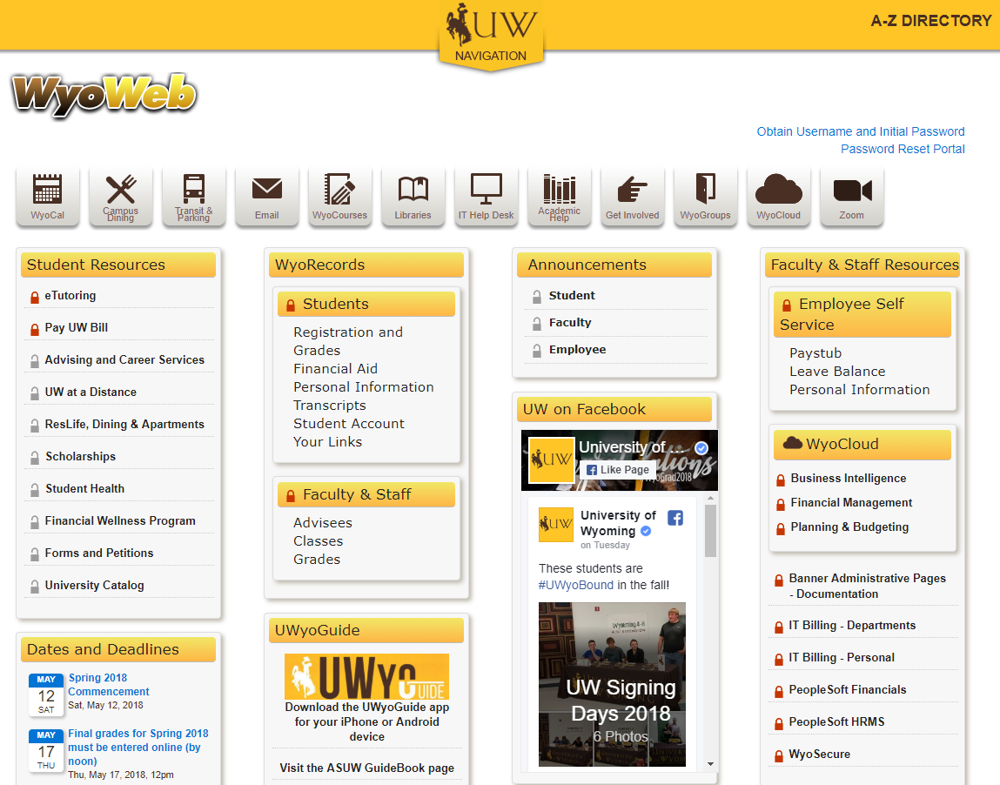 UW
NAVIGATION
A-Z DIRECTORY
WyoWeb
Obtain Username and Initial Password
Password Reset Portal
WyoCal
Campus
Dining
Transit &
Parking
Email
WyoCourses
Libraries
IT Help Desk
Academic
Help
Get Involved
WyoGroups
WyoCloud
Zoom
Student Resources
eTutoring
Pay UW Bill
Advising and Career Services
UW at a Distance
ResLife, Dining & Apartments
Scholarships
Student Health
Financial Wellness Program
Forms and Petitions
University Catalog
Dates and Deadlines
MAY
12
SAT
Spring 2018
Commencement
Sat, May 12, 2018
MAY
17
THU
Final grades for Spring 2018
must be entered online (by
noon)
Thu, May 17, 2018, 12pm
WyoRecords
Students
Registration and
Grades
Financial Aid
Personal Information
Transcripts
Student Account
Your Links
Faculty & Staff
Advisees
Classes
Grades
UWyoGuide
UWYO
GUIDE
Download the UWyoGuide app
for your iPhone or Android
device
Visit the ASUW GuideBook page
Announcements
Student
Faculty
Employee
UW on Facebook
UW
University of ...
Like Page
WyoGrad2018
UW
University of
Wyoming
on Tuesday
These students are
#UWyoBound in the fall!
Wyoming 4-H
UW Signing
Days 2018
6 Photos
Faculty & Staff Resources
Employee Self
Service
Paystub
Leave Balance
Personal Information
WyoCloud
Business Intelligence
Financial Management
Planning & Budgeting
Banner Administrative Pages
- Documentation
IT Billing - Departments
IT Billing - Personal
PeopleSoft Financials
PeopleSoft HRMS
WyoSecure